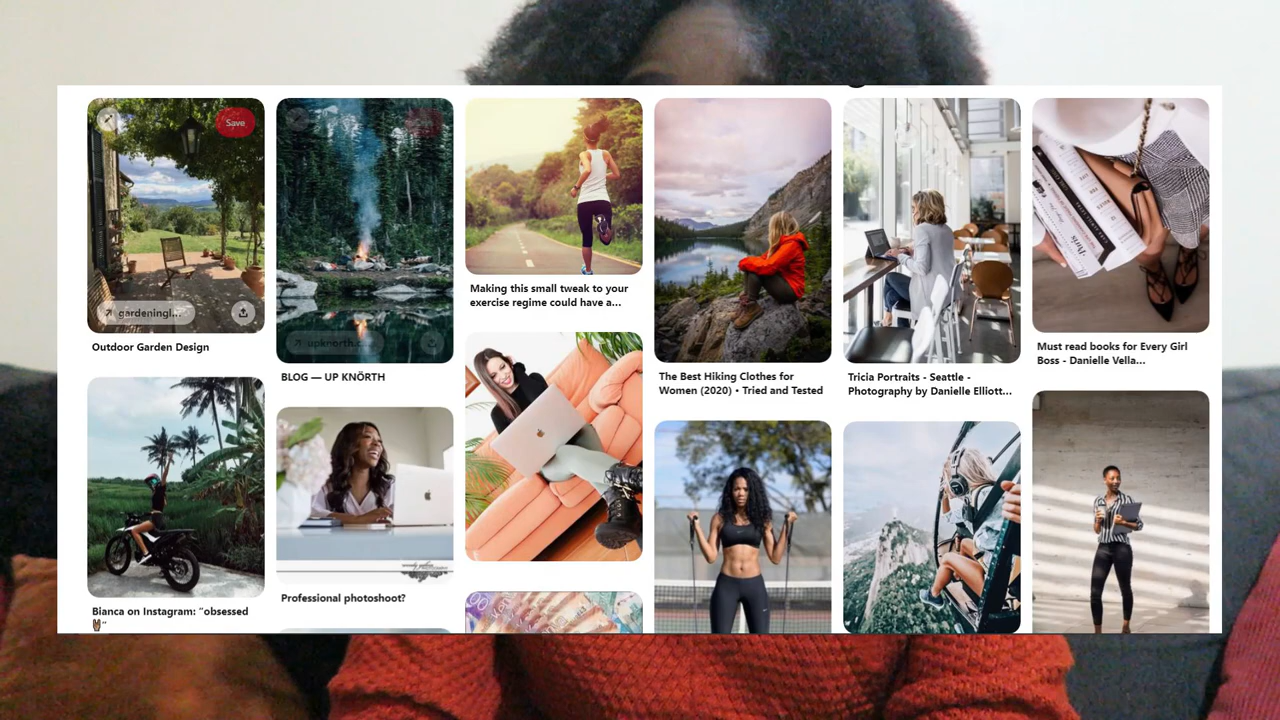 Save
gardeningl...
Outdoor Garden Design
upknorth.c...
BLOG — UP KNÖRTH
Making this small tweak to your
exercise regime could have a...
The Best Hiking Clothes for
Women (2020) • Tried and Tested
Tricia Portraits - Seattle -
Photography by Danielle Elliott...
Must read books for Every Girl
Boss - Danielle Vella...
Bianca on Instagram: “obsessed
✌🏽”
Professional photoshoot?
Paris